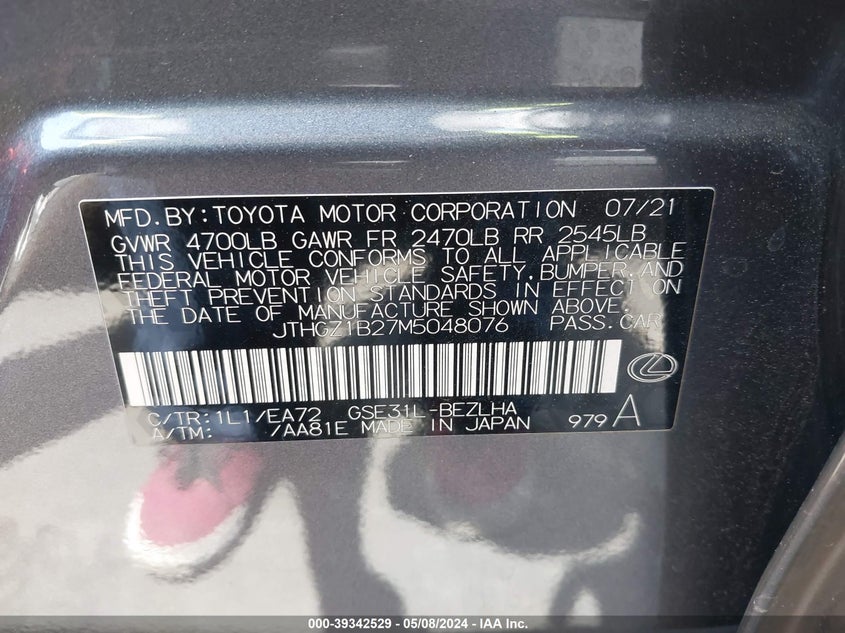 MFD.BY:TOYOTA MOTOR CORPORATION 07/21
GVWR 4700LB GAWR FR 2470LB RR 2545LB
THIS VEHICLE CONFORMS TO ALL APPLICABLE
FEDERAL MOTOR VEHICLE SAFETY,BUMPER,AND
THEFT PREVENTION STANDARDS IN EFFECT ON
THE DATE OF MANUFACTURE SHOWN ABOVE.
JTHGZ1B27M5048076 PASS.CAR
C/TR:1L1/EA72 GSE31L-BEZLHA
A/TM: /AA81E MADE IN JAPAN 979A
000-39342529 - 05/08/2024 - IAA Inc.